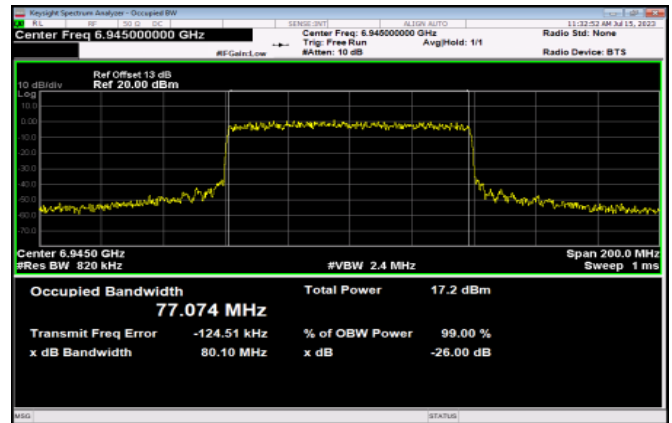 Keysight Spectrum Analyzer - Occupied BW
RL RF 50 Ω DC SENSE:INT ALIGN AUTO 11:32:52 AM Jul 15, 2023
Center Freq 6.945000000 GHz Center Freq: 6.945000000 GHz Radio Std: None
Trig: Free Run Avg|Hold: 1/1
#IFGain:Low #Atten: 10 dB Radio Device: BTS
Ref Offset 13 dB
10 dB/div Ref 20.00 dBm
Log
10.0
0.00
-10.0
-20.0
-30.0
-40.0
-50.0
-60.0
-70.0
Center 6.9450 GHz Span 200.0 MHz
#Res BW 820 kHz #VBW 2.4 MHz Sweep 1 ms
Occupied Bandwidth Total Power 17.2 dBm
77.074 MHz
Transmit Freq Error -124.51 kHz % of OBW Power 99.00 %
x dB Bandwidth 80.10 MHz x dB -26.00 dB
MSG STATUS